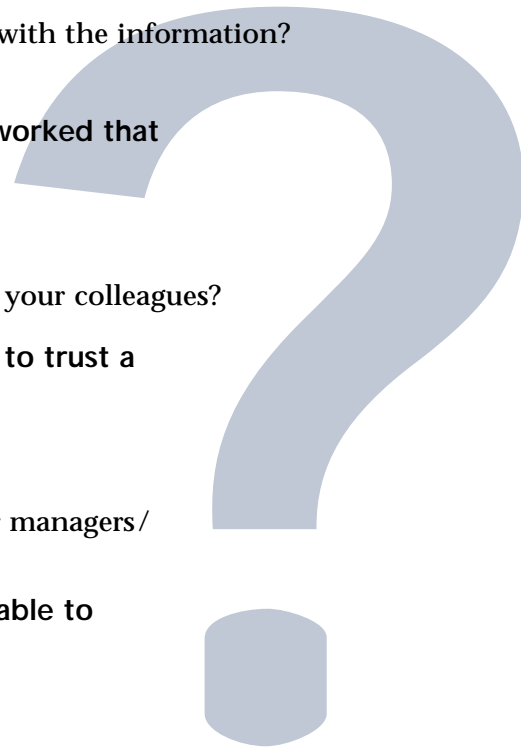 with the information?
worked that
your colleagues?
to trust a
managers/
able to
?